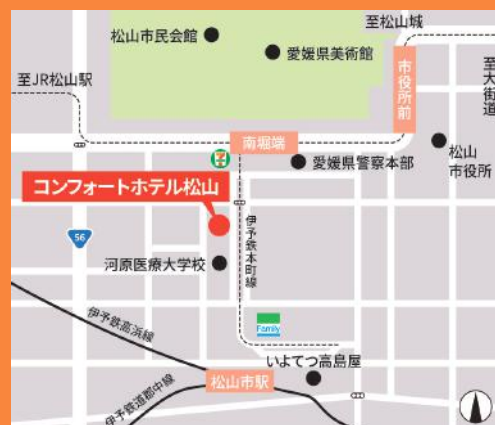 至松山城
松山市民会館
愛媛県美術館
至JR松山駅
市役所前
至大街道
南堀端
7
愛媛県警察本部
松山
市役所
コンフォートホテル松山
56
伊予鉄本町線
河原医療大学校
伊予鉄高浜線
Family
いよてつ高島屋
松山市駅
伊予鉄道郡中線